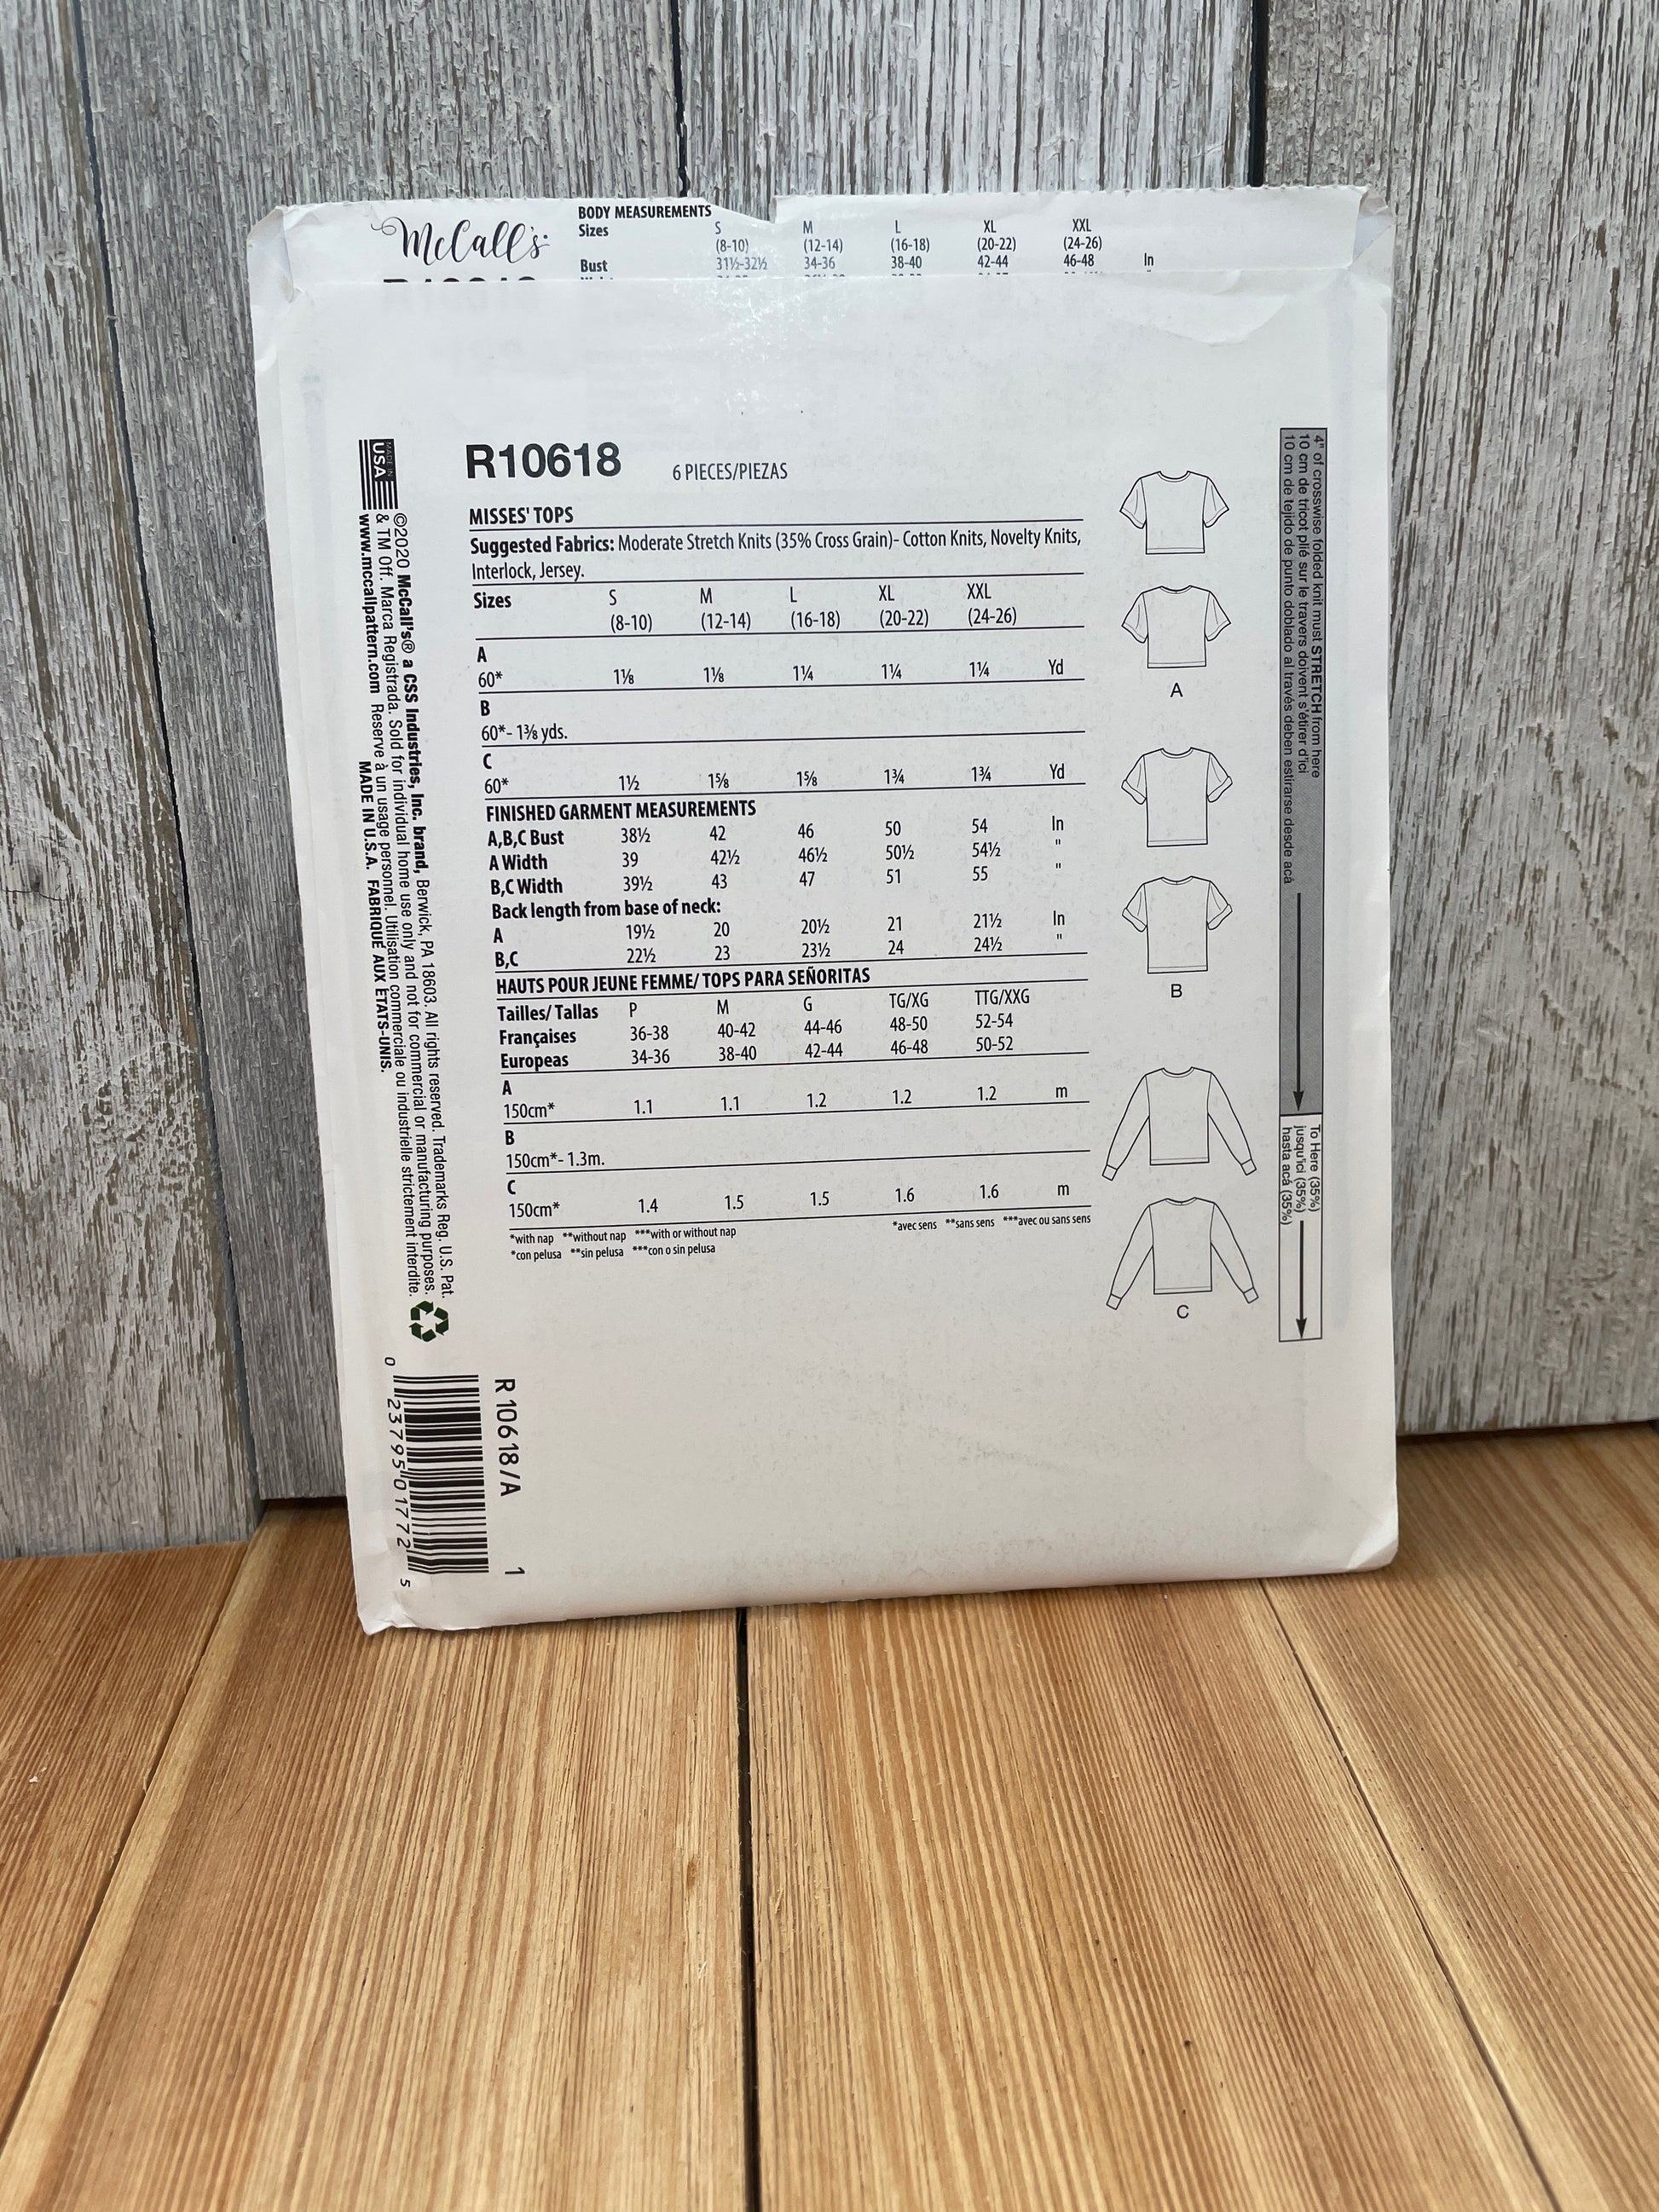 McCall's
BODY MEASUREMENTS
Sizes S M L XL XXL
(8-10) (12-14) (16-18) (20-22) (24-26)
Bust 31½-32½ 34-36 38-40 42-44 46-48 In
R10618 6 PIECES/PIEZAS
MISSES' TOPS
Suggested Fabrics: Moderate Stretch Knits (35% Cross Grain)- Cotton Knits, Novelty Knits,
Interlock, Jersey.
Sizes S M L XL XXL
(8-10) (12-14) (16-18) (20-22) (24-26)
A
60* 1⅛ 1⅛ 1¼ 1¼ 1¼ Yd
B
60*- 1⅜ yds.
C
60* 1½ 1⅝ 1⅝ 1¾ 1¾ Yd
FINISHED GARMENT MEASUREMENTS
A,B,C Bust 38½ 42 46 50 54 In
A Width 39 42½ 46½ 50½ 54½ "
B,C Width 39½ 43 47 51 55 "
Back length from base of neck:
A 19½ 20 20½ 21 21½ In
B,C 22½ 23 23½ 24 24½ "
HAUTS POUR JEUNE FEMME/ TOPS PARA SEÑORITAS
Tailles/ Tallas P M G TG/XG TTG/XXG
Françaises 36-38 40-42 44-46 48-50 52-54
Europeas 34-36 38-40 42-44 46-48 50-52
A
150cm* 1.1 1.1 1.2 1.2 1.2 m
B
150cm*- 1.3m.
C
150cm* 1.4 1.5 1.5 1.6 1.6 m
*with nap **without nap ***with or without nap *avec sens **sans sens ***avec ou sans sens
*con pelusa **sin pelusa ***con o sin pelusa
A
B
C
4" of crosswise folded knit must STRETCH from here
10 cm de tricot plié sur le travers doivent s'étirer d'ici
10 cm de tejido de punto doblado al través deben estirarse desde acá
To Here (35%)
jusqu'ici (35%)
hasta acá (35%)
MADE IN
USA
©2020 McCall's® a CSS Industries, Inc. brand, Berwick, PA 18603. All rights reserved. Trademarks Reg. U.S. Pat.
& TM Off. Marca Registrada. Sold for individual home use only and not for commercial or manufacturing purposes.
www.mccallpattern.com Reservé à un usage personnel. Utilisation commerciale ou industrielle strictement interdite.
MADE IN U.S.A. FABRIQUÉ AUX ÉTATS-UNIS.
R10618/A 1
0 23795 01772 5